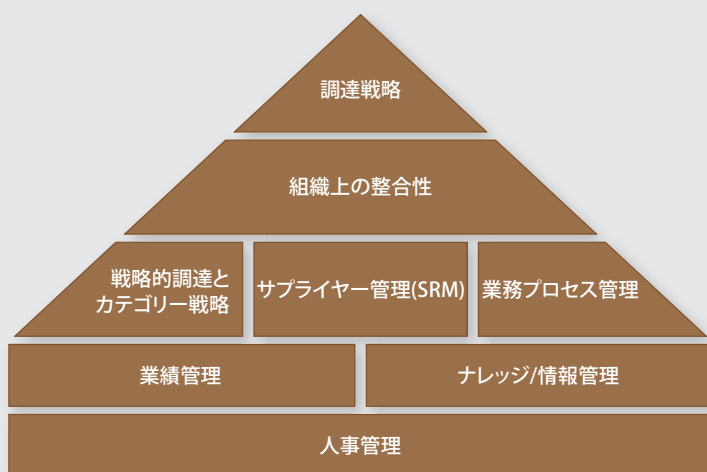 調達戦略
組織上の整合性
戦略的調達と
カテゴリー戦略
サプライヤー管理(SRM)
業務プロセス管理
業績管理
ナレッジ/情報管理
人事管理